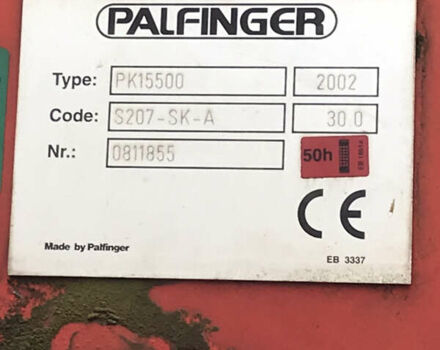 PALFINGER
Type: PK15500 2002
Code: S207-SK-A 30.0
Nr.: 0811855
50h
CE
Made by Palfinger
EB 3337